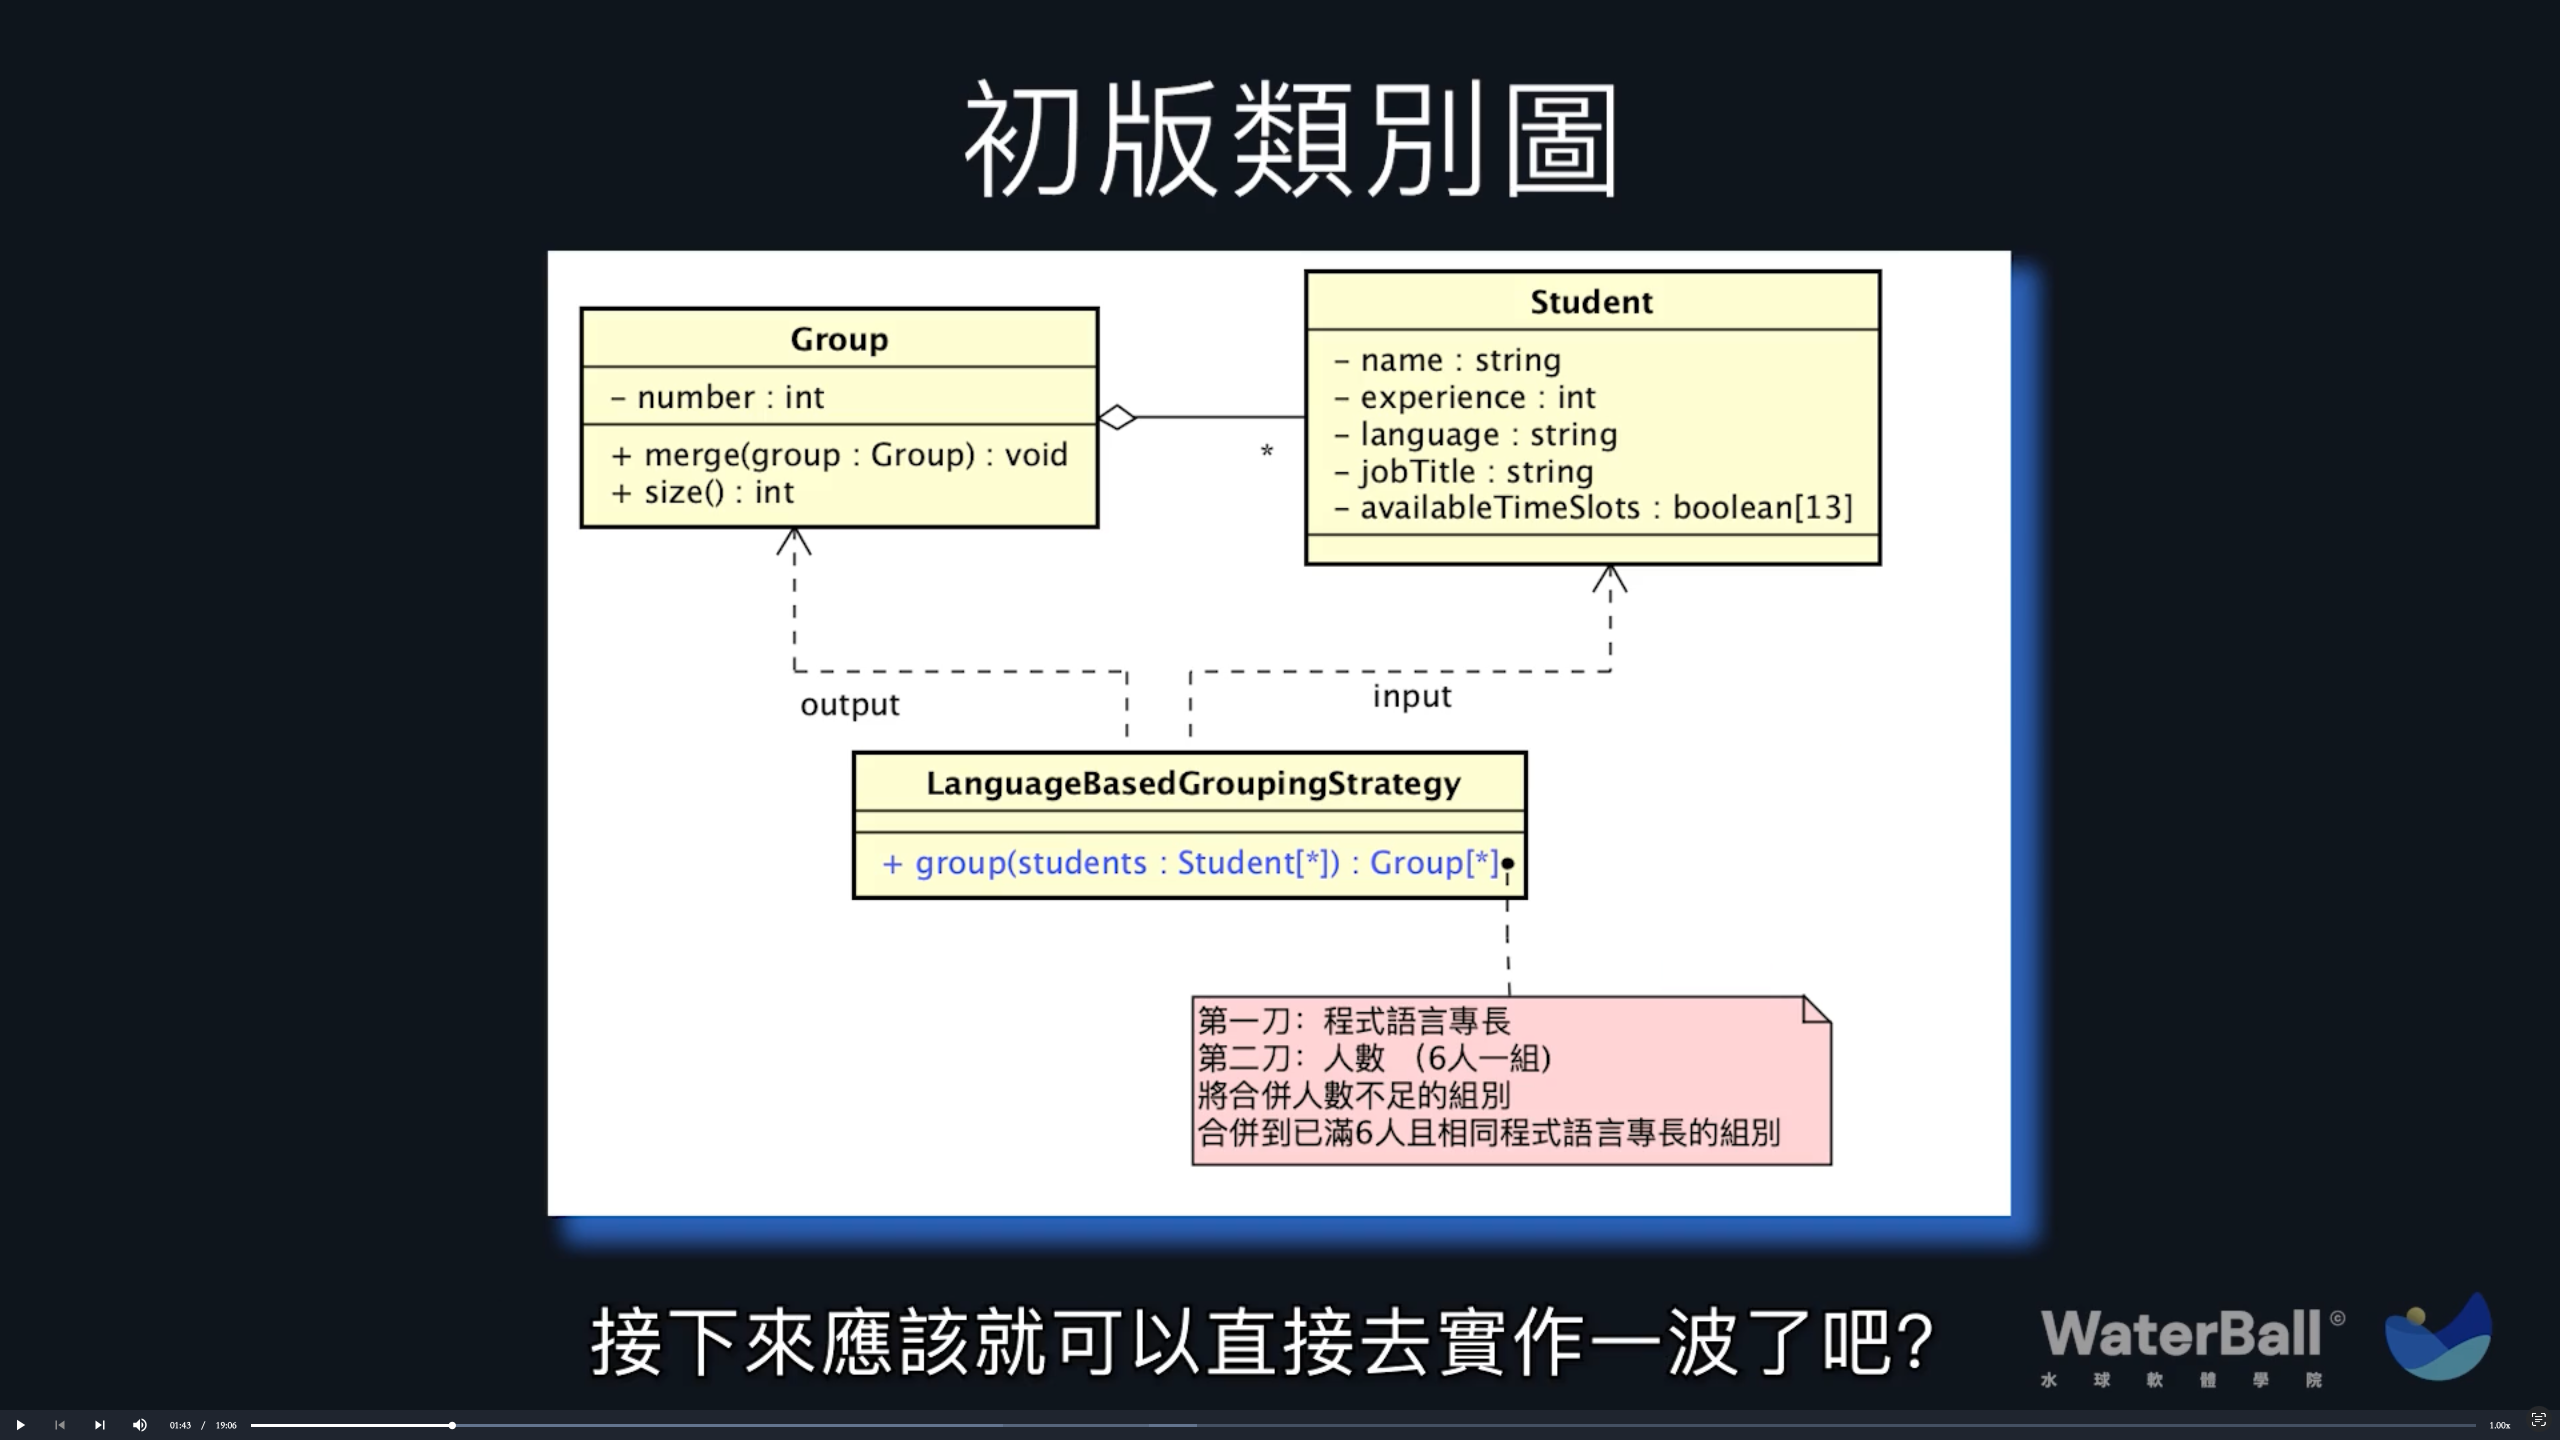 初版類別圖
Group
- number : int
+ merge(group : Group) : void
+ size() : int
*
Student
- name : string
- experience : int
- language : string
- jobTitle : string
- availableTimeSlots : boolean[13]
output
input
LanguageBasedGroupingStrategy
+ group(students : Student[*]) : Group[*]
第一刀：程式語言專長
第二刀：人數 （6人一組)
將合併人數不足的組別
合併到已滿6人且相同程式語言專長的組別
接下來應該就可以直接去實作一波了吧?
WaterBall ©
水球軟體學院
01:43 / 19:06
1.00x